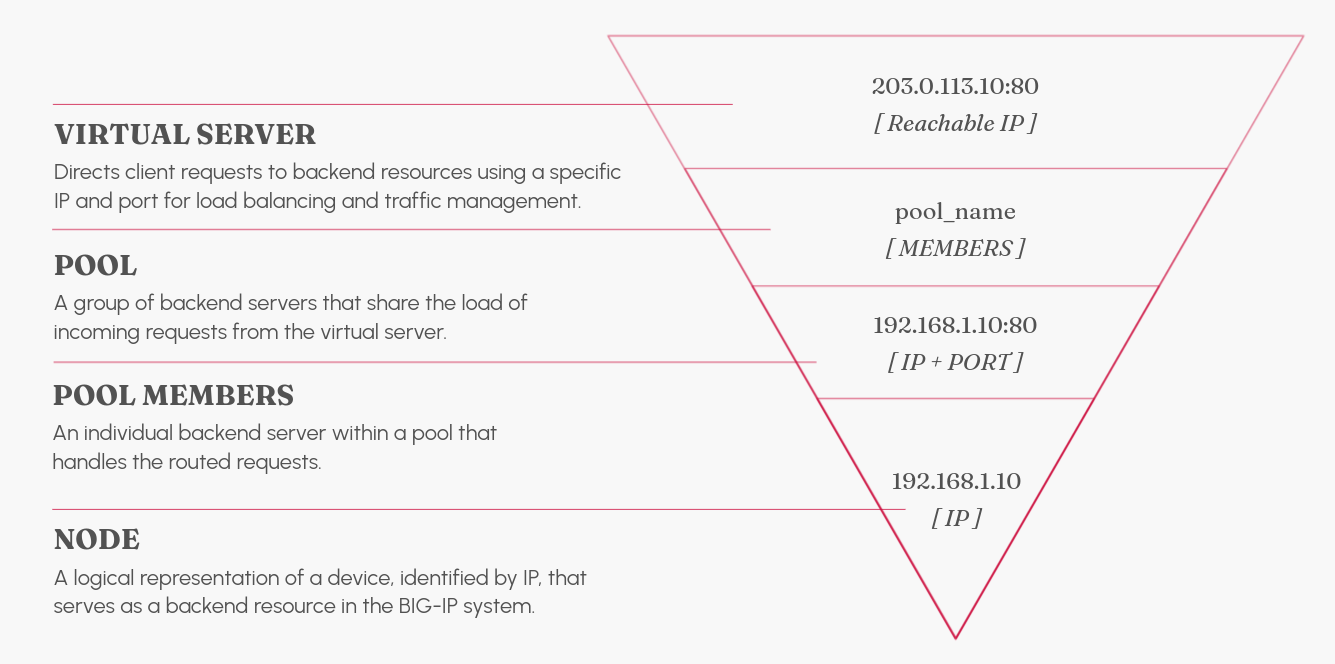 VIRTUAL SERVER
Directs client requests to backend resources using a specific
IP and port for load balancing and traffic management.
203.0.113.10:80
[ Reachable IP ]
POOL
A group of backend servers that share the load of
incoming requests from the virtual server.
pool_name
[ MEMBERS ]
POOL MEMBERS
An individual backend server within a pool that
handles the routed requests.
192.168.1.10:80
[ IP + PORT ]
NODE
A logical representation of a device, identified by IP, that
serves as a backend resource in the BIG-IP system.
192.168.1.10
[ IP ]